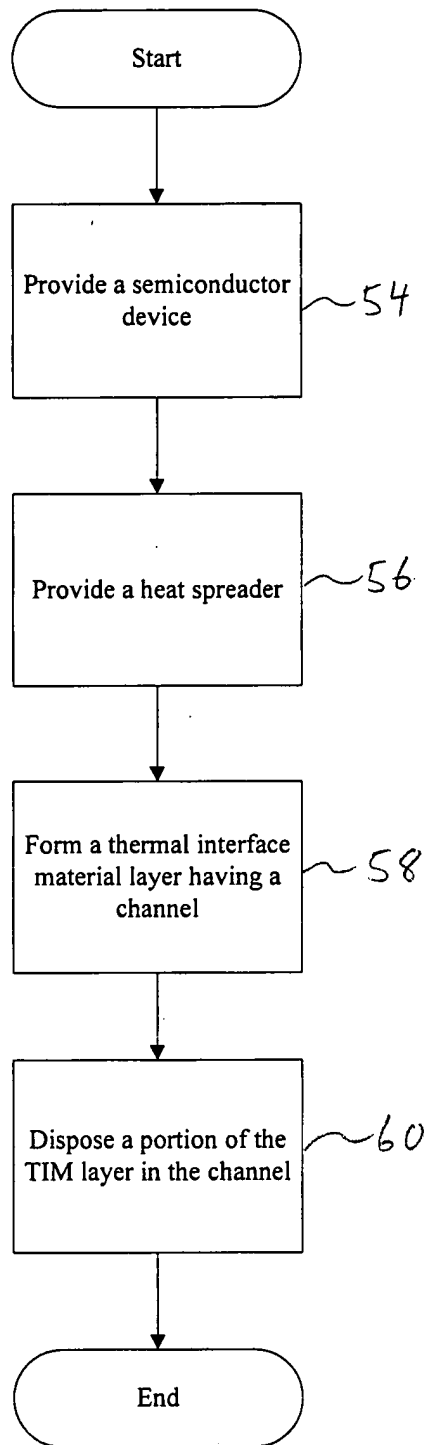 Start
Provide a semiconductor
device
54
Provide a heat spreader
56
Form a thermal interface
material layer having a
channel
58
Dispose a portion of the
TIM layer in the channel
60
End